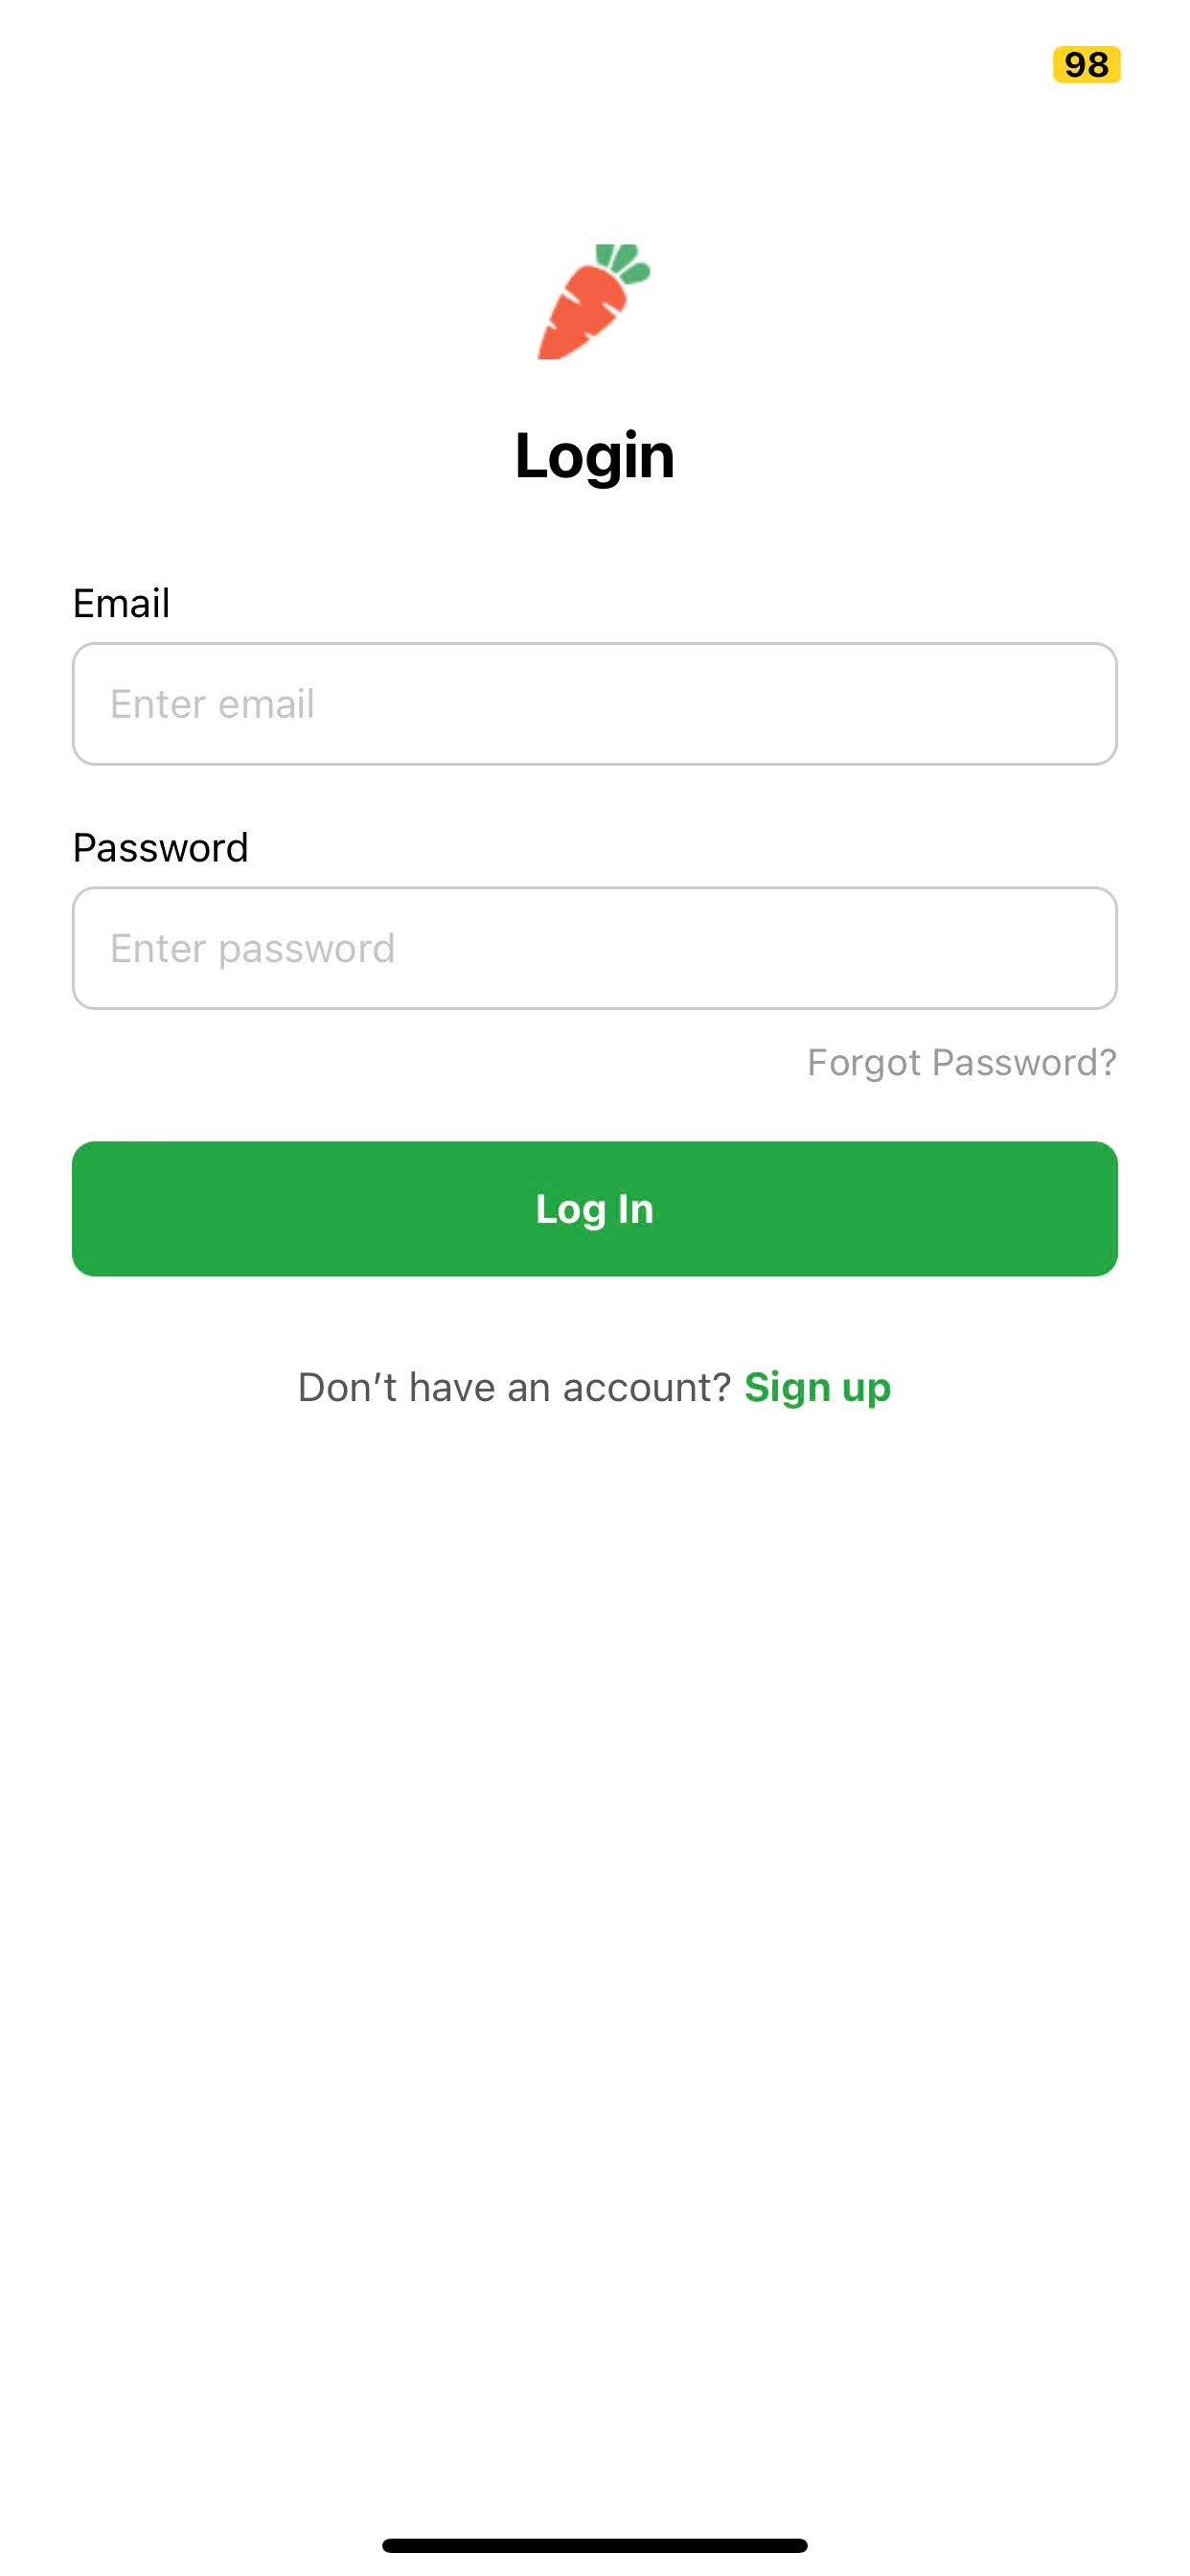 98
Login
Email
Enter email
Password
Enter password
Forgot Password?
Log In
Don’t have an account? Sign up